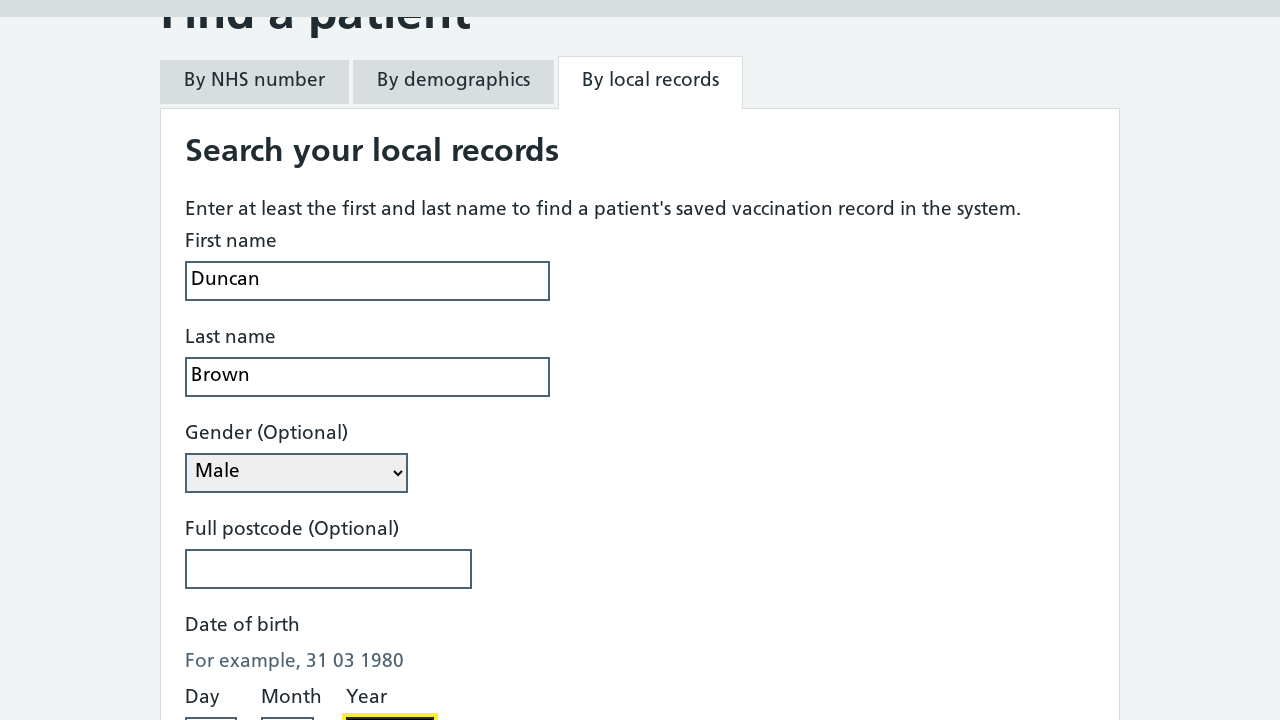 Find a patient
By NHS number By demographics By local records
Search your local records
Enter at least the first and last name to find a patient's saved vaccination record in the system.
First name
Duncan
Last name
Brown
Gender (Optional)
Male
Full postcode (Optional)
Date of birth
For example, 31 03 1980
Day Month Year